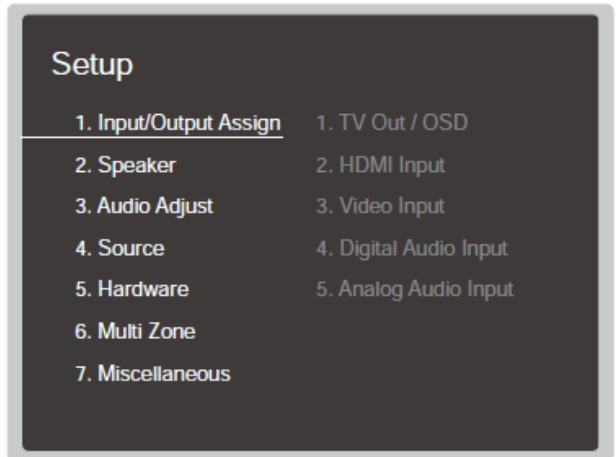 Setup
1. Input/Output Assign
2. Speaker
3. Audio Adjust
4. Source
5. Hardware
6. Multi Zone
7. Miscellaneous
1. TV Out / OSD
2. HDMI Input
3. Video Input
4. Digital Audio Input
5. Analog Audio Input